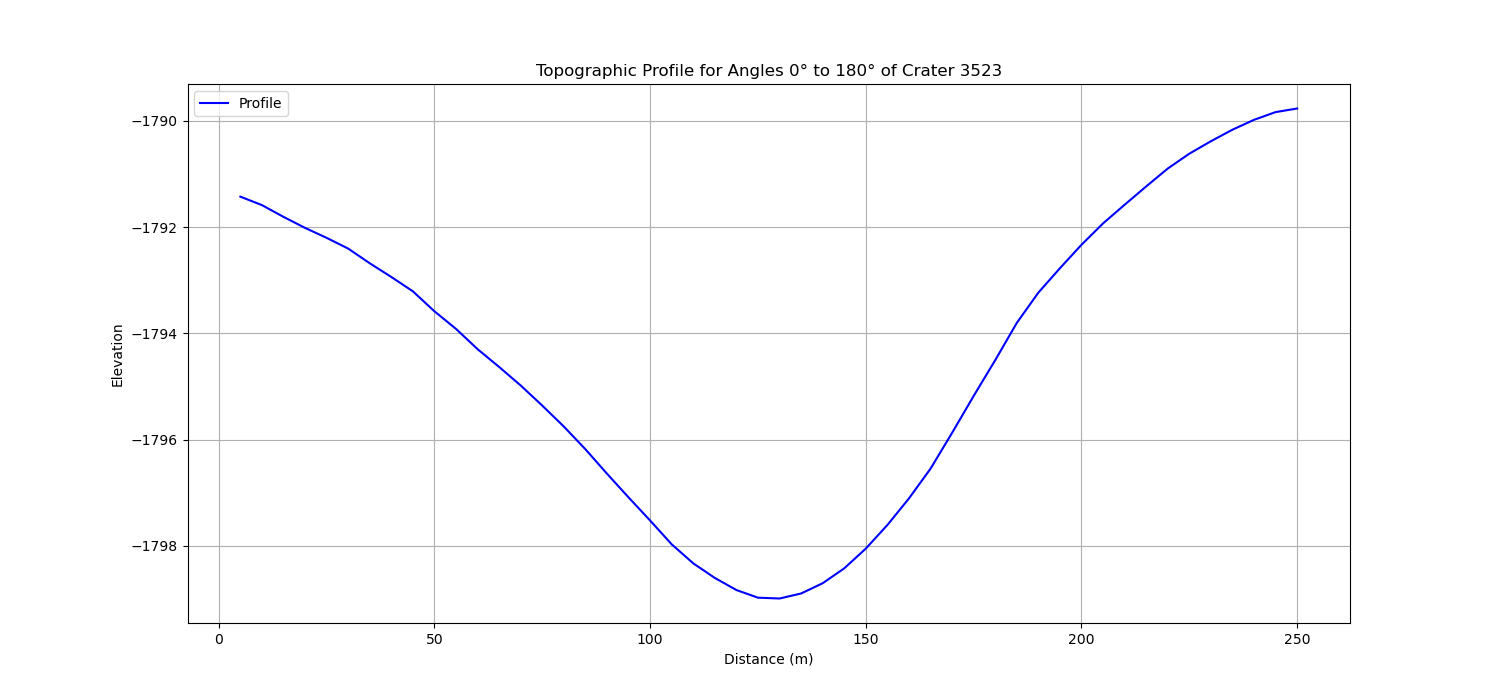 Topographic Profile for Angles 0° to 180° of Crater 3523
Profile
−1790
−1792
−1794
−1796
−1798
Elevation
0 50 100 150 200 250
Distance (m)